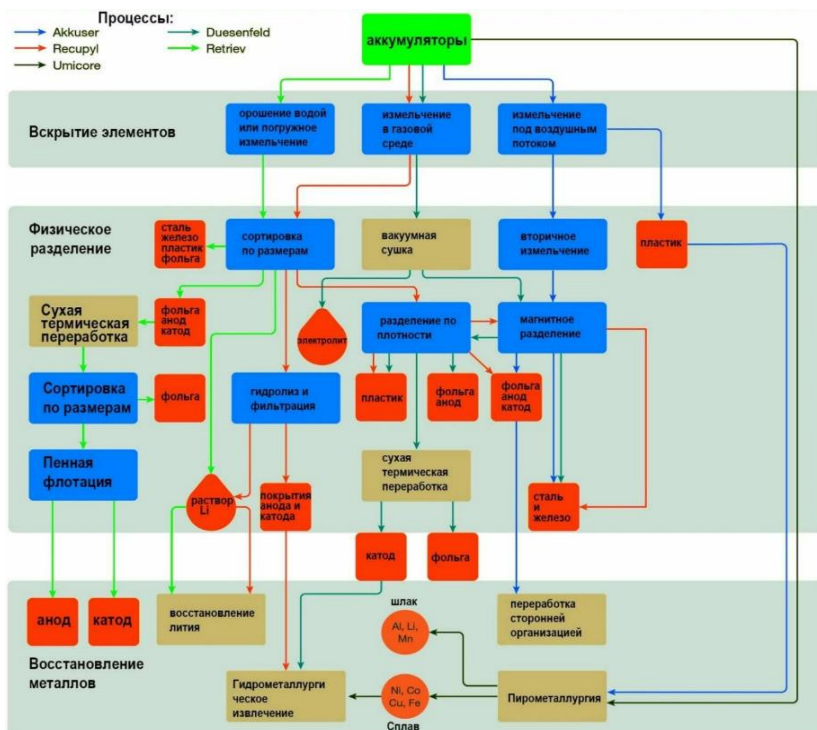 Процессы:
Akkuser
Duesenfeld
Recupyl
Retriev
Umicore
аккумуляторы
Вскрытие элементов
орошение водой
или погружное
измельчение
измельчение
в газовой
среде
измельчение
под воздушным
потоком
Физическое
разделение
сталь
железо
пластик
фольга
сортировка
по размерам
вакуумная
сушка
вторичное
измельчение
пластик
Сухая
термическая
переработка
фольга
анод
катод
электролит
разделение по
плотности
магнитное
разделение
Сортировка
по размерам
фольга
гидролиз и
фильтрация
пластик
фольга
анод
фольга
анод
катод
Пенная
флотация
раствор
Li
покрытия
анода и
катода
сухая
термическая
переработка
сталь
и
железо
катод
фольга
анод
катод
восстановление
лития
шлак
Al, Li,
Mn
переработка
сторонней
организацией
Восстановление
металлов
Гидрометаллурги
ческое
извлечение
Ni, Co
Cu, Fe
Сплав
Пирометаллургия